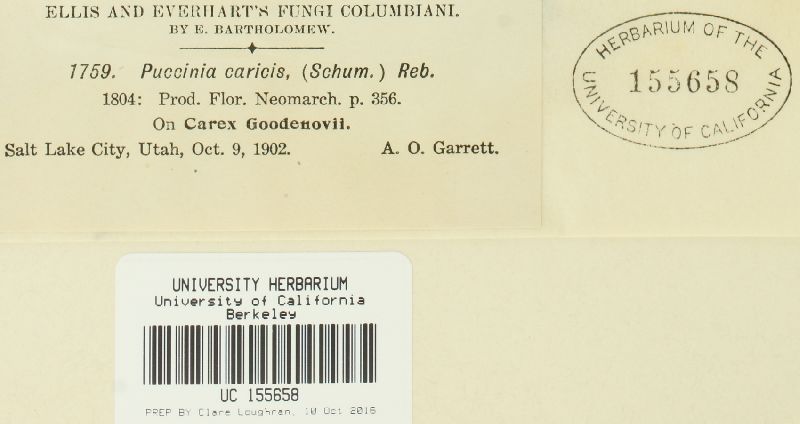 ELLIS AND EVERHART'S FUNGI COLUMBIANI.
BY E. BARTHOLOMEW.
1759. Puccinia caricis, (Schum.) Reb.
1804: Prod. Flor. Neomarch. p. 356.
On Carex Goodenovii.
Salt Lake City, Utah, Oct. 9, 1902. A. O. Garrett.
HERBARIUM OF THE
155658
UNIVERSITY OF CALIFORNIA
UNIVERSITY HERBARIUM
University of California
Berkeley
UC 155658
PREP BY Clare Loughran, 10 Oct 2016